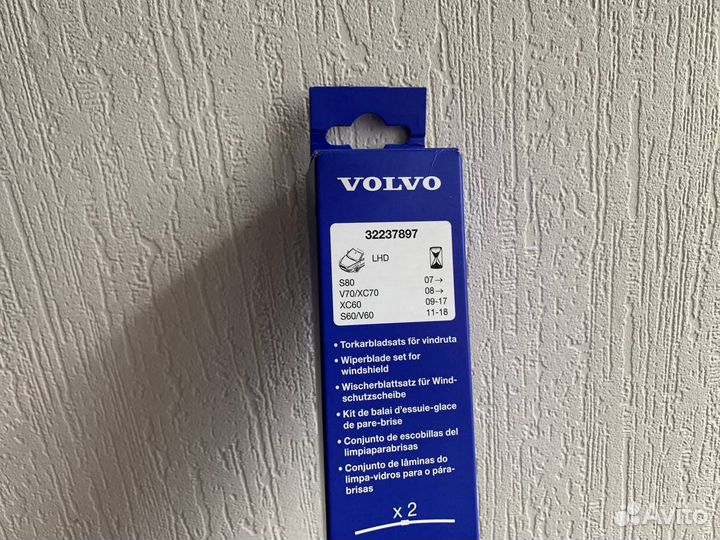 VOLVO
32237897
LHD
S80 07→
V70/XC70 08→
XC60 09-17
S60/V60 11-18
• Torkarbladsats för vindruta
• Wiperblade set for
windshield
• Wischerblattsatz für Wind-
schutzscheibe
• Kit de balai d'essuie-glace
de pare-brise
• Conjunto de escobillas del
limpiaparabrisas
• Conjunto de lâminas do
limpa-vidros para o pára-
brisas
x 2
Avito